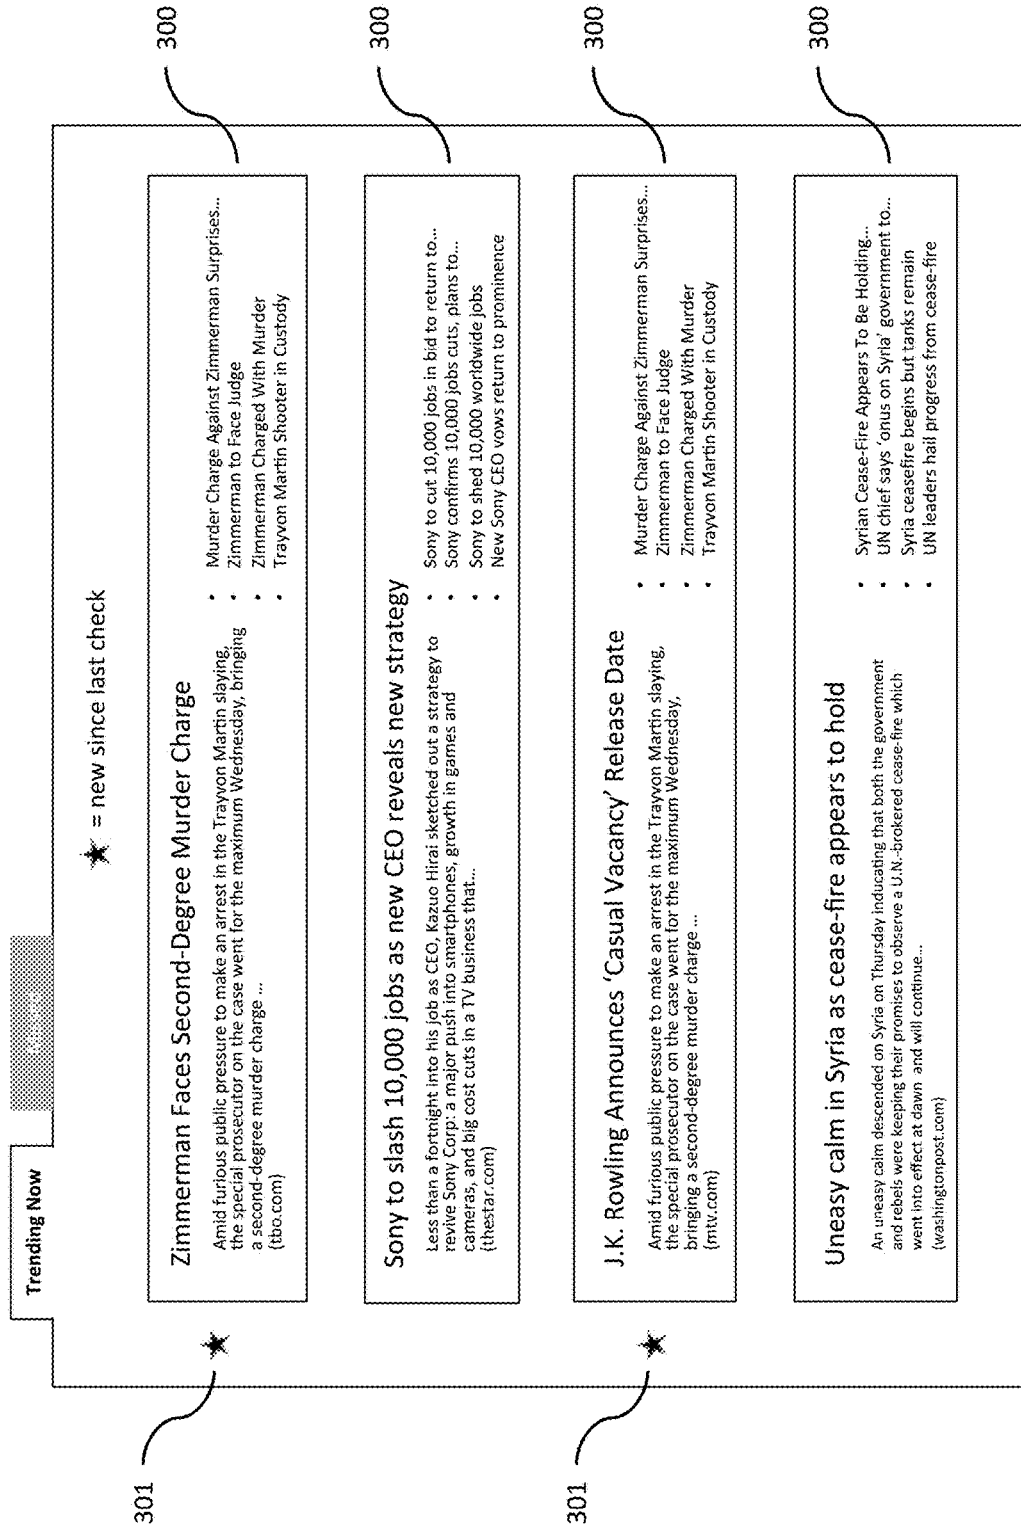 Trending Now
★ = new since last check
301
300
Zimmerman Faces Second-Degree Murder Charge
Amid furious public pressure to make an arrest in the Trayvon Martin slaying,
the special prosecutor on the case went for the maximum Wednesday, bringing
a second-degree murder charge ...
(tbo.com)
• Murder Charge Against Zimmerman Surprises...
• Zimmerman to Face Judge
• Zimmerman Charged With Murder
• Trayvon Martin Shooter in Custody
300
Sony to slash 10,000 jobs as new CEO reveals new strategy
Less than a fortnight into his job as CEO, Kazuo Hirai sketched out a strategy to
revive Sony Corp: a major push into smartphones, growth in games and
cameras, and big cost cuts in a TV business that...
(thestar.com)
• Sony to cut 10,000 jobs in bid to return to...
• Sony confirms 10,000 jobs cuts, plans to...
• Sony to shed 10,000 worldwide jobs
• New Sony CEO vows return to prominence
301
300
J.K. Rowling Announces ‘Casual Vacancy’ Release Date
Amid furious public pressure to make an arrest in the Trayvon Martin slaying,
the special prosecutor on the case went for the maximum Wednesday,
bringing a second-degree murder charge ...
(mtv.com)
• Murder Charge Against Zimmerman Surprises...
• Zimmerman to Face Judge
• Zimmerman Charged With Murder
• Trayvon Martin Shooter in Custody
300
Uneasy calm in Syria as cease-fire appears to hold
An uneasy calm descended on Syria on Thursday inducating that both the government
and rebels were keeping their promises to observe a U.N.-brokered cease-fire which
went into effect at dawn and will continue...
(washingtonpost.com)
• Syrian Cease-Fire Appears To Be Holding...
• UN chief says ‘onus on Syria’ government to...
• Syria ceasefire begins but tanks remain
• UN leaders hail progress from cease-fire